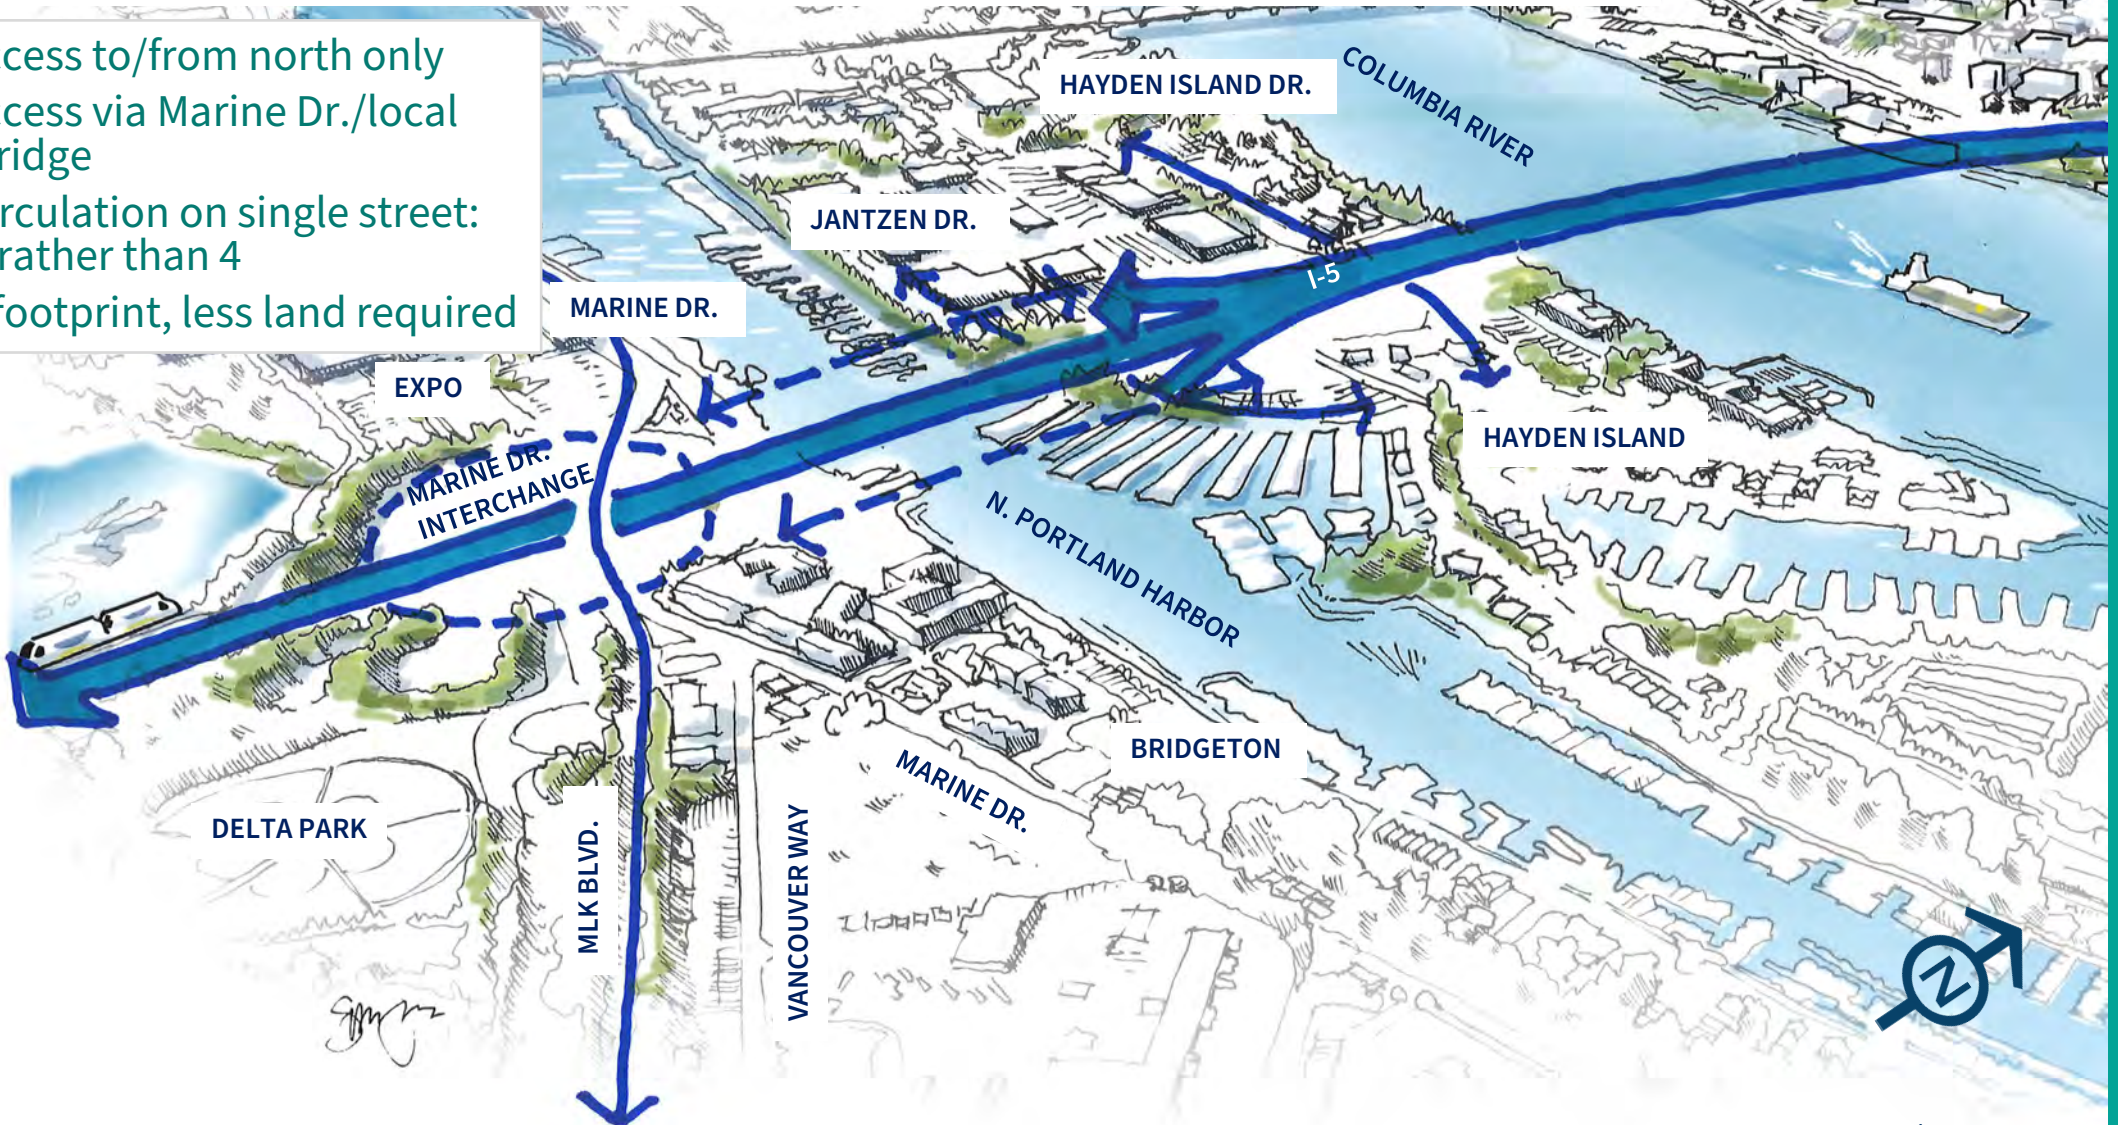 ccess to/from north only
ccess via Marine Dr./local
ridge
rculation on single street:
rather than 4
footprint, less land required
HAYDEN ISLAND DR.
COLUMBIA RIVER
JANTZEN DR.
I-5
MARINE DR.
EXPO
HAYDEN ISLAND
MARINE DR.
INTERCHANGE
N. PORTLAND HARBOR
BRIDGETON
MARINE DR.
DELTA PARK
MLK BLVD.
VANCOUVER WAY
N